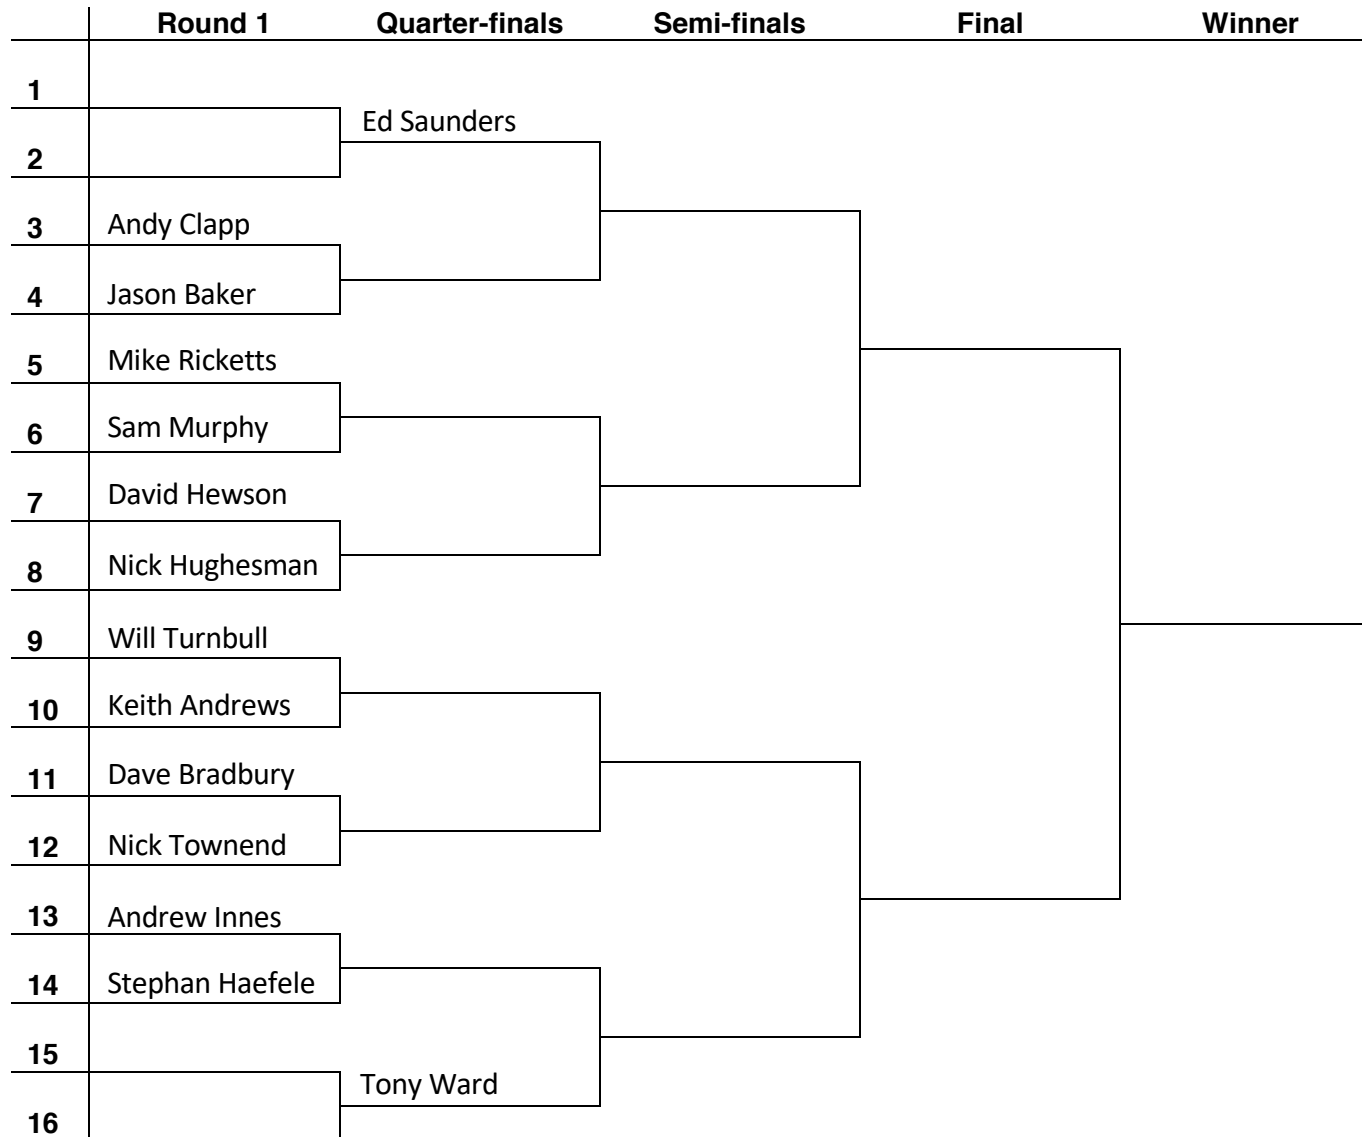 Round 1 Quarter-finals Semi-finals Final Winner
1
Ed Saunders
2
3 Andy Clapp
4 Jason Baker
5 Mike Ricketts
6 Sam Murphy
7 David Hewson
8 Nick Hughesman
9 Will Turnbull
10 Keith Andrews
11 Dave Bradbury
12 Nick Townend
13 Andrew Innes
14 Stephan Haefele
15
Tony Ward
16